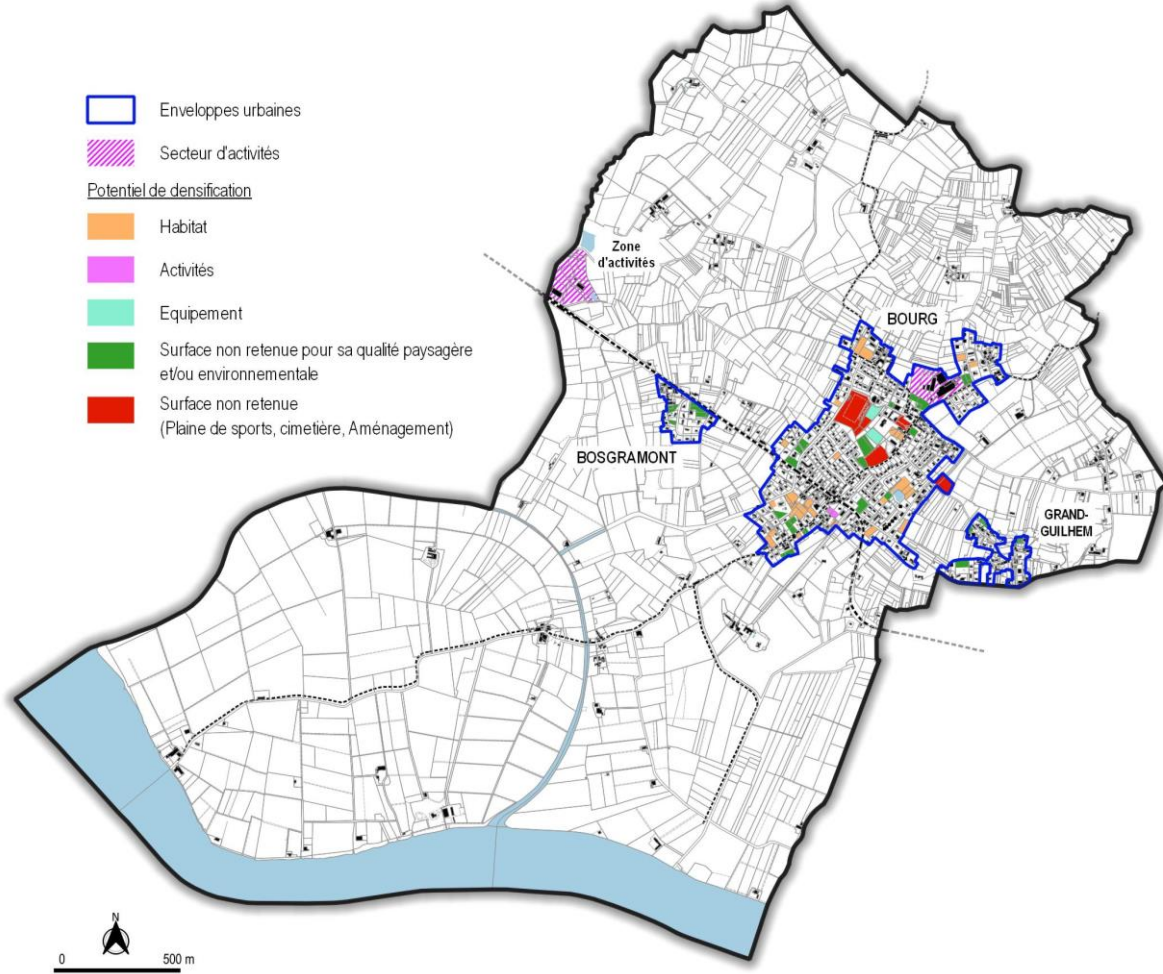 Enveloppes urbaines
Secteur d'activités
Potentiel de densification
Habitat
Activités
Equipement
Surface non retenue pour sa qualité paysagère
et/ou environnementale
Surface non retenue
(Plaine de sports, cimetière, Aménagement)
Zone
d'activités
BOURG
BOSGRAMONT
GRAND-
GUILHEM
N
0 500 m